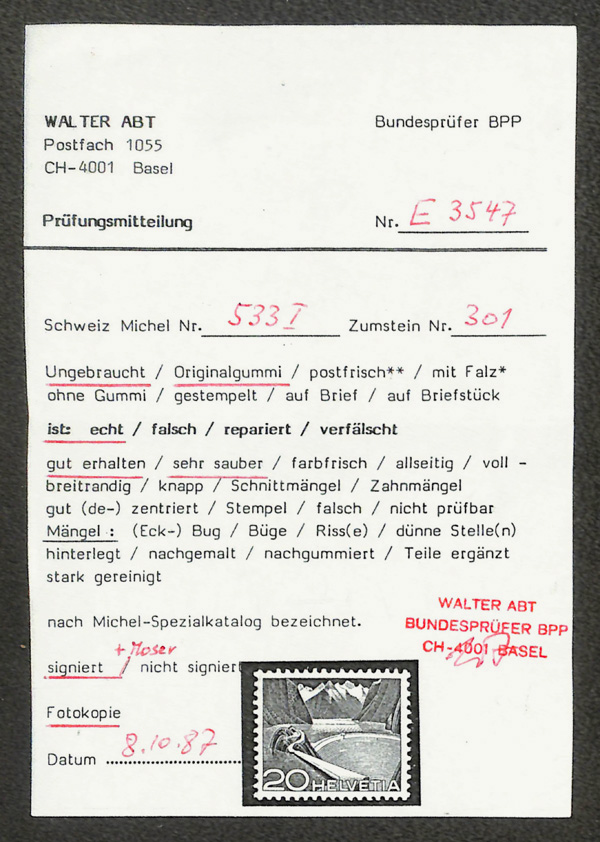 WALTER ABT Bundesprüfer BPP
Postfach 1055
CH-4001 Basel
Prüfungsmitteilung Nr. E 3547
Schweiz Michel Nr. 533 I Zumstein Nr. 301
Ungebraucht / Originalgummi / postfrisch** / mit Falz*
ohne Gummi / gestempelt / auf Brief / auf Briefstück
ist: echt / falsch / repariert / verfälscht
gut erhalten / sehr sauber / farbfrisch / allseitig / voll -
breitrandig / knapp / Schnittmängel / Zahnmängel
gut (de-) zentriert / Stempel / falsch / nicht prüfbar
Mängel : (Eck-) Bug / Büge / Riss(e) / dünne Stelle(n)
hinterlegt / nachgemalt / nachgummiert / Teile ergänzt
stark gereinigt
nach Michel-Spezialkatalog bezeichnet.
WALTER ABT
BUNDESPRÜFER BPP
CH-4001 BASEL
+ Moser
signiert / nicht signiert
Fotokopie
Datum 8.10.87
20 HELVETIA